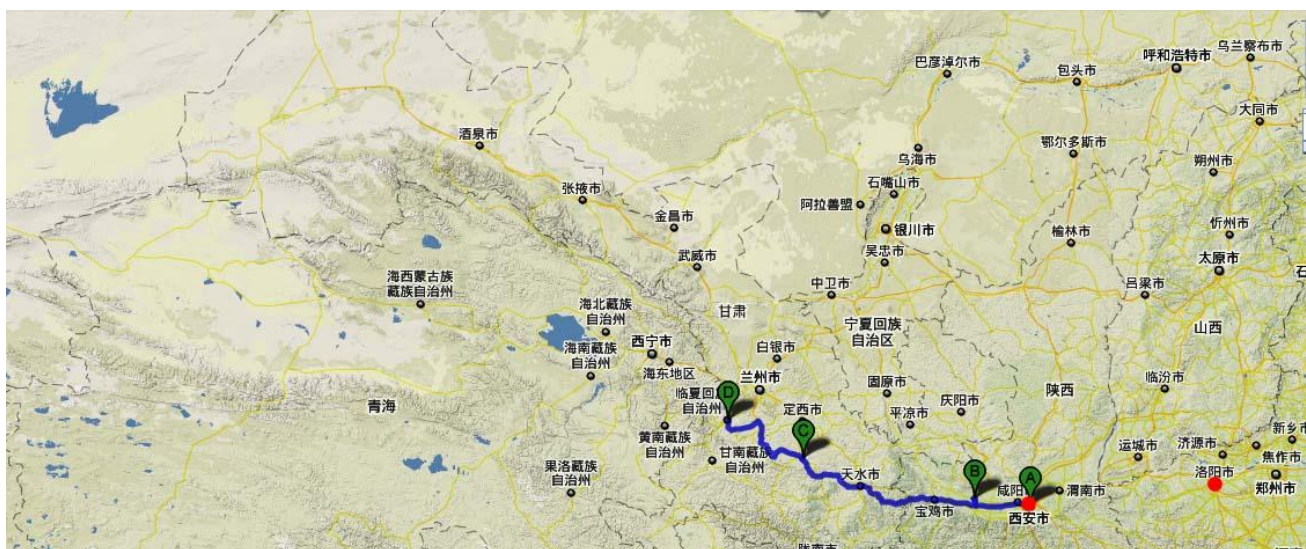 乌兰察布市
呼和浩特市
巴彦淖尔市
包头市
大同市
酒泉市
鄂尔多斯市
乌海市
朔州市
张掖市
石嘴山市
阿拉善盟
金昌市
忻州市
银川市
榆林市
吴忠市
太原市
武威市
石
海西蒙古族
藏族自治州
中卫市
吕梁市
海北藏族
自治州
甘肃
宁夏回族
自治区
山西
西宁市
海南藏族
自治州
白银市
海东地区
兰州市
固原市
陕西
临汾市
D
临夏回族
自治州
青海
定西市
庆阳市
平凉市
C
黄南藏族
自治州
新乡市
运城市
济源市
焦作市
甘南藏族
自治州
果洛藏族
自治州
天水市
B
A
洛阳市
郑州市
咸阳
渭南市
宝鸡市
西安市
陇南市